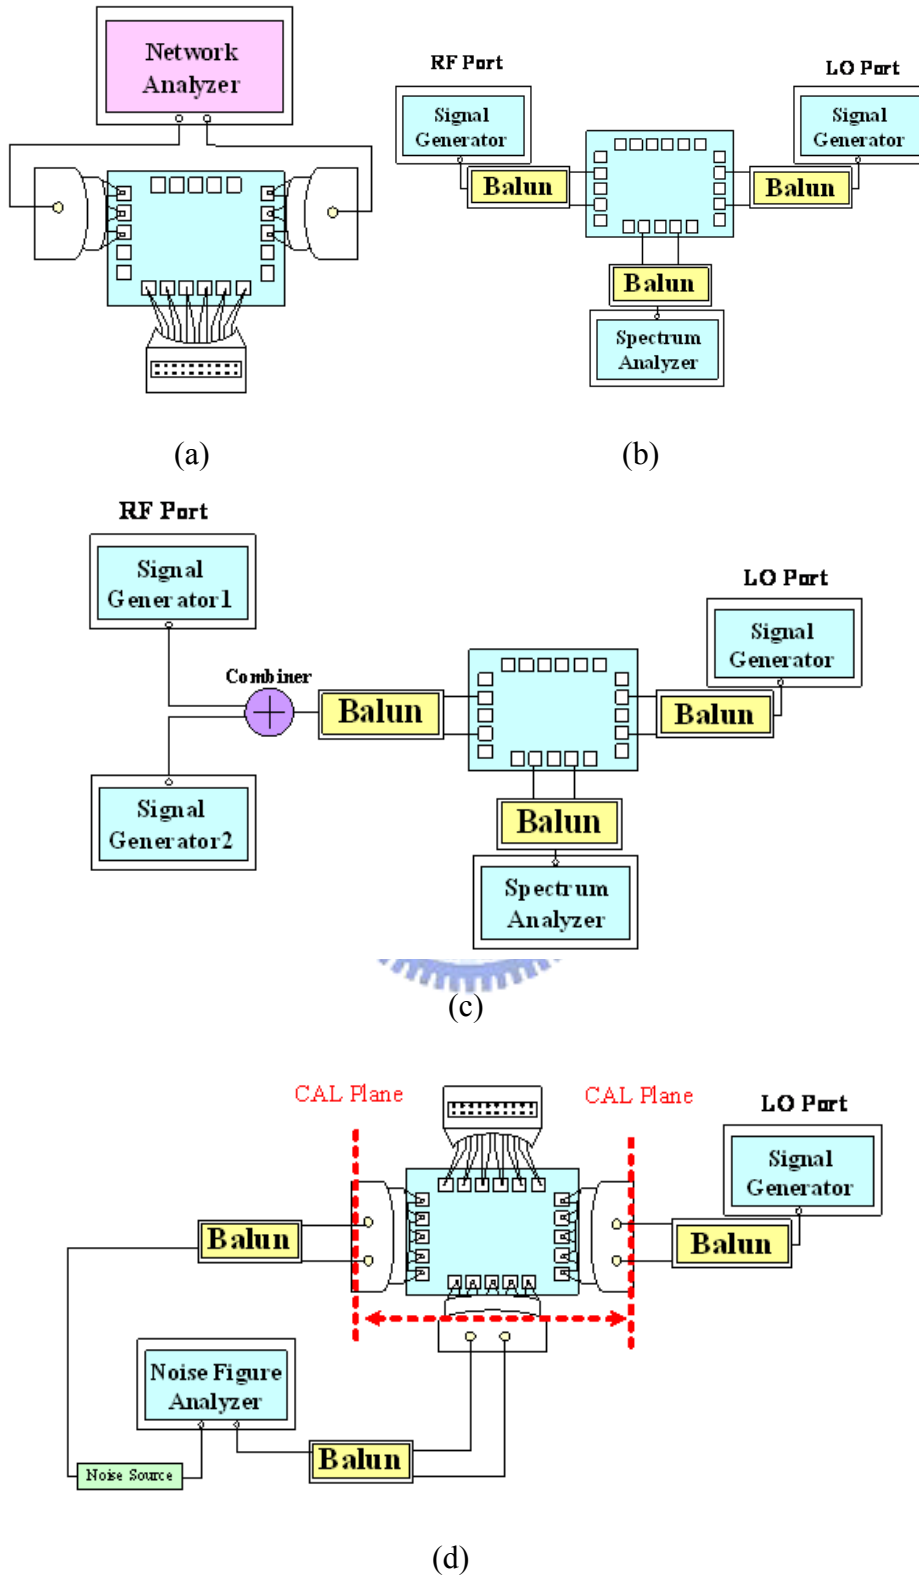 Network
Analyzer
(a)
RF Port
Signal
Generator
Balun
LO Port
Signal
Generator
Balun
Balun
Spectrum
Analyzer
(b)
RF Port
Signal
Generator1
Combiner
Signal
Generator2
Balun
LO Port
Signal
Generator
Balun
Balun
Spectrum
Analyzer
(c)
CAL Plane
CAL Plane
LO Port
Signal
Generator
Balun
Balun
Noise Figure
Analyzer
Balun
Noise Source
(d)